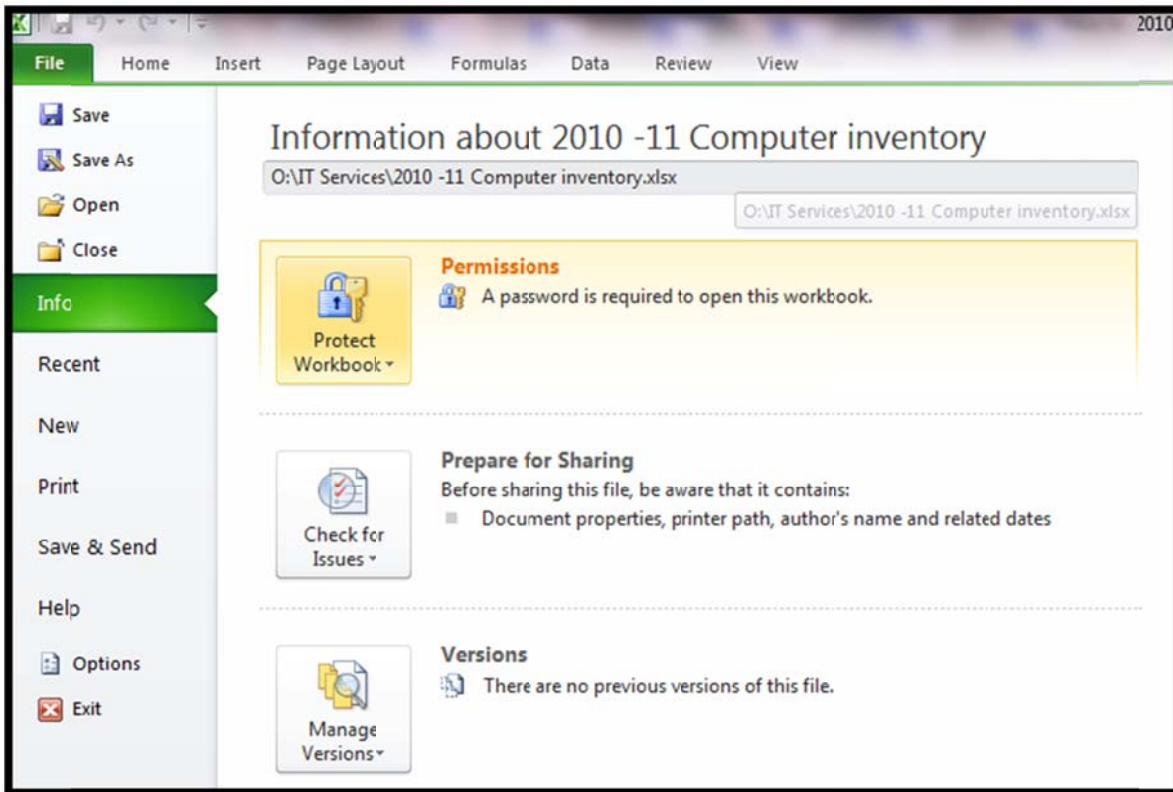 2010
File Home Insert Page Layout Formulas Data Review View
Save
Save As
Open
Close
Info
Recent
New
Print
Save & Send
Help
Options
Exit
Information about 2010 -11 Computer inventory
O:\IT Services\2010 -11 Computer inventory.xlsx
O:\IT Services\2010 -11 Computer inventory.xlsx
Protect
Workbook
Permissions
A password is required to open this workbook.
Check for
Issues
Prepare for Sharing
Before sharing this file, be aware that it contains:
Document properties, printer path, author's name and related dates
Manage
Versions
Versions
There are no previous versions of this file.